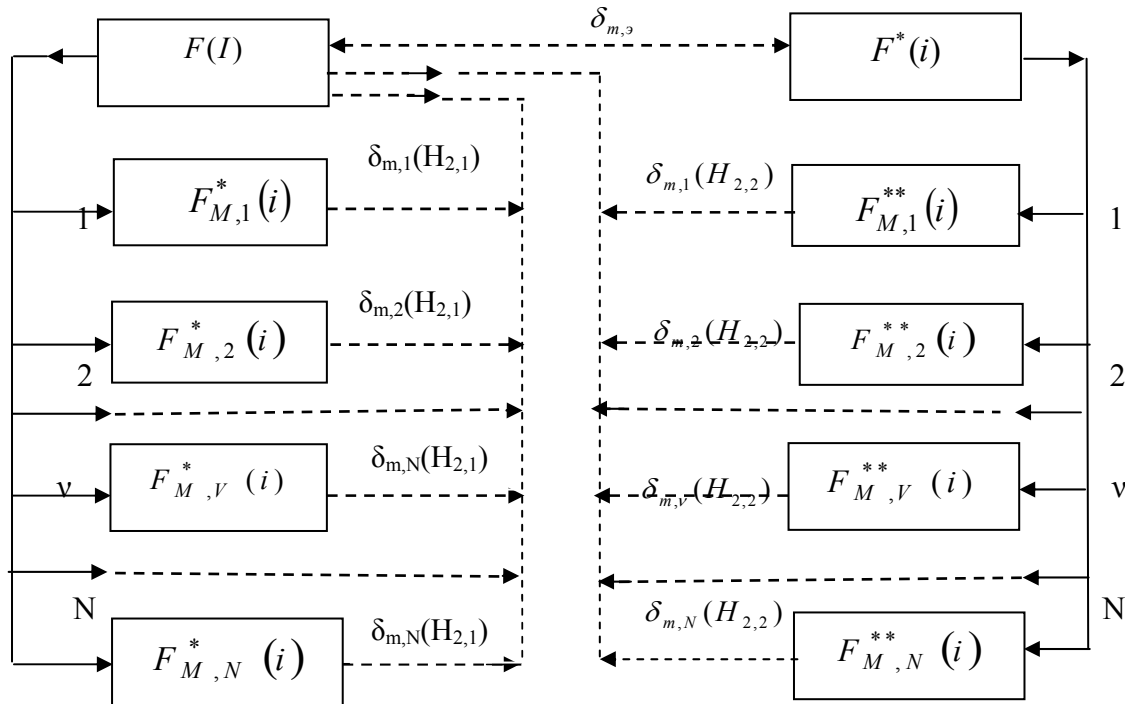 F(I) δ_{m,э} F^*(i)
δ_{m,1}(H_{2,1}) δ_{m,1}(H_{2,2})
1 F^*_{M,1}(i) F^{**}_{M,1}(i) 1
δ_{m,2}(H_{2,1}) δ_{m,2}(H_{2,2})
2 F^*_{M,2}(i) F^{**}_{M,2}(i) 2
δ_{m,N}(H_{2,1}) δ_{m,ν}(H_{2,2})
ν F^*_{M,V}(i) F^{**}_{M,V}(i) ν
N δ_{m,N}(H_{2,1}) δ_{m,N}(H_{2,2}) N
F^*_{M,N}(i) F^{**}_{M,N}(i)